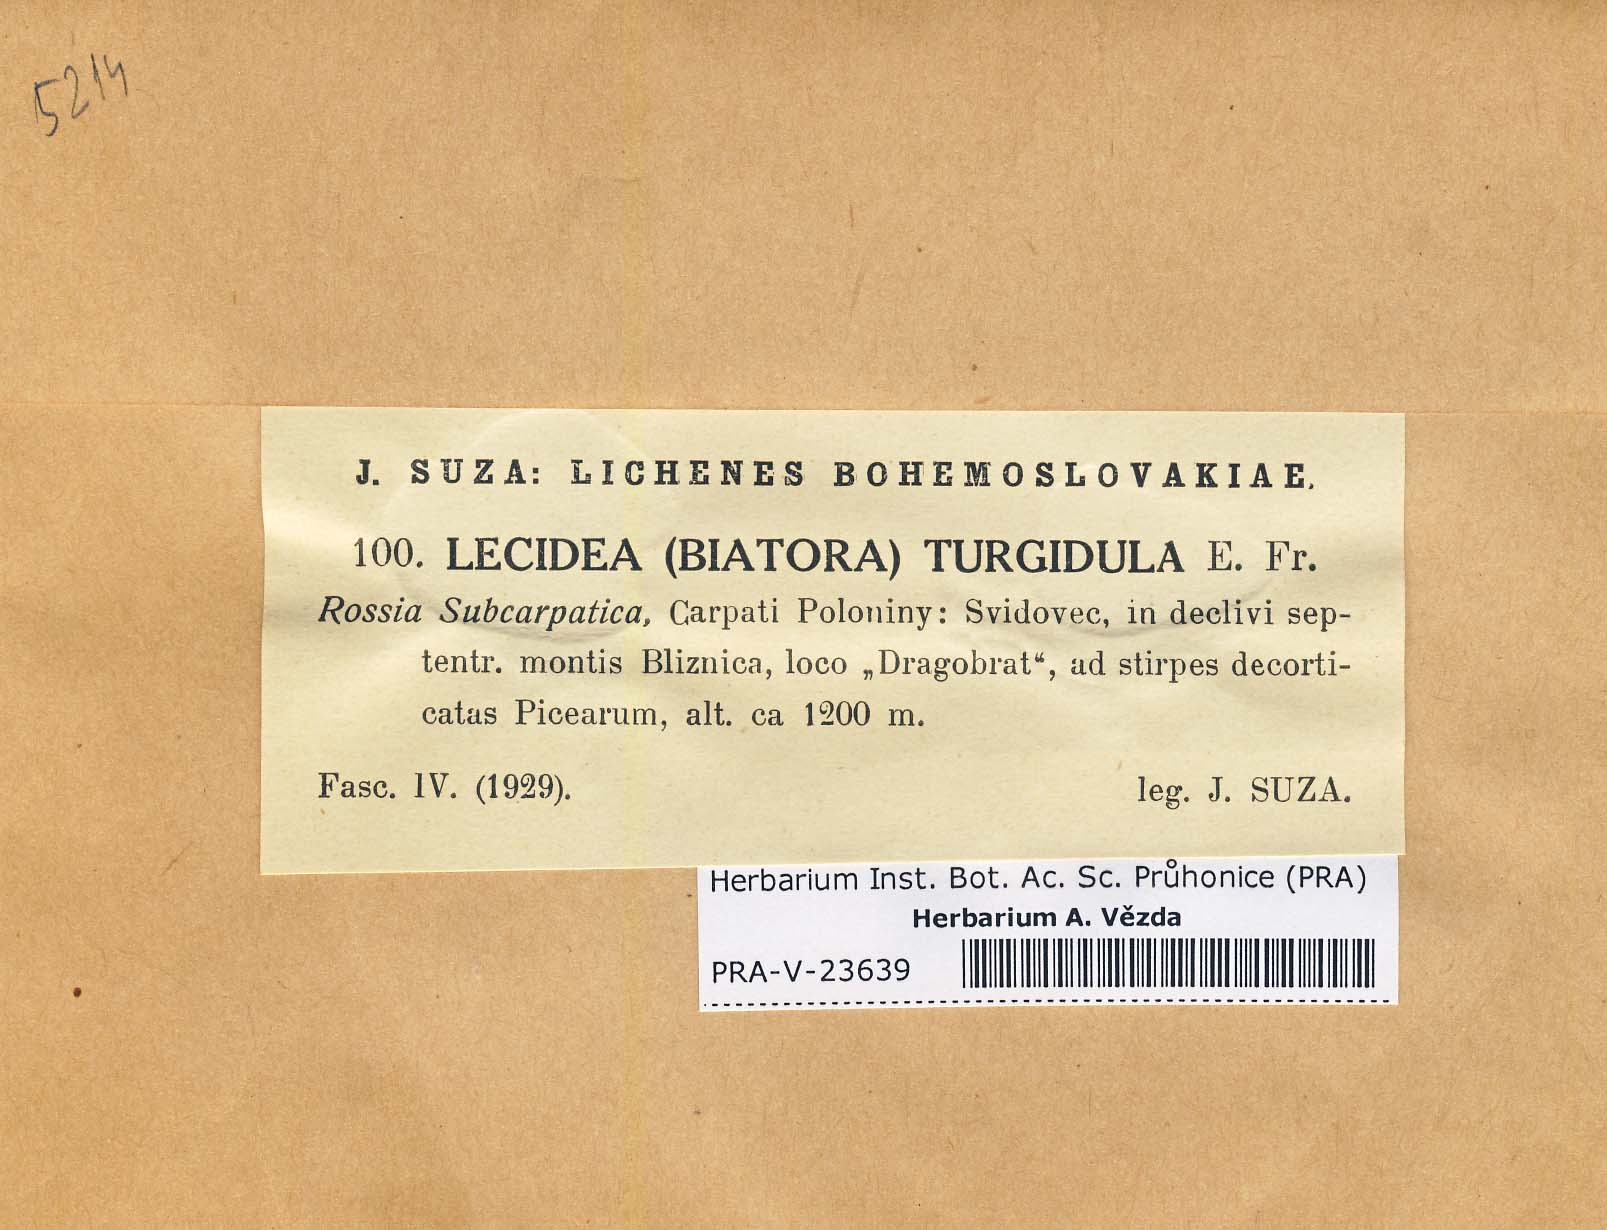 5214
J. SUZA: LICHENES BOHEMOSLOVAKIAE.
100. LECIDEA (BIATORA) TURGIDULA E. Fr.
Rossia Subcarpatica, Carpati Poloniny: Svidovec, in declivi sep-
tentr. montis Bliznica, loco „Dragobrat“, ad stirpes decorti-
catas Picearum, alt. ca 1200 m.
Fasc. IV. (1929). leg. J. SUZA.
Herbarium Inst. Bot. Ac. Sc. Průhonice (PRA)
Herbarium A. Vězda
PRA-V-23639